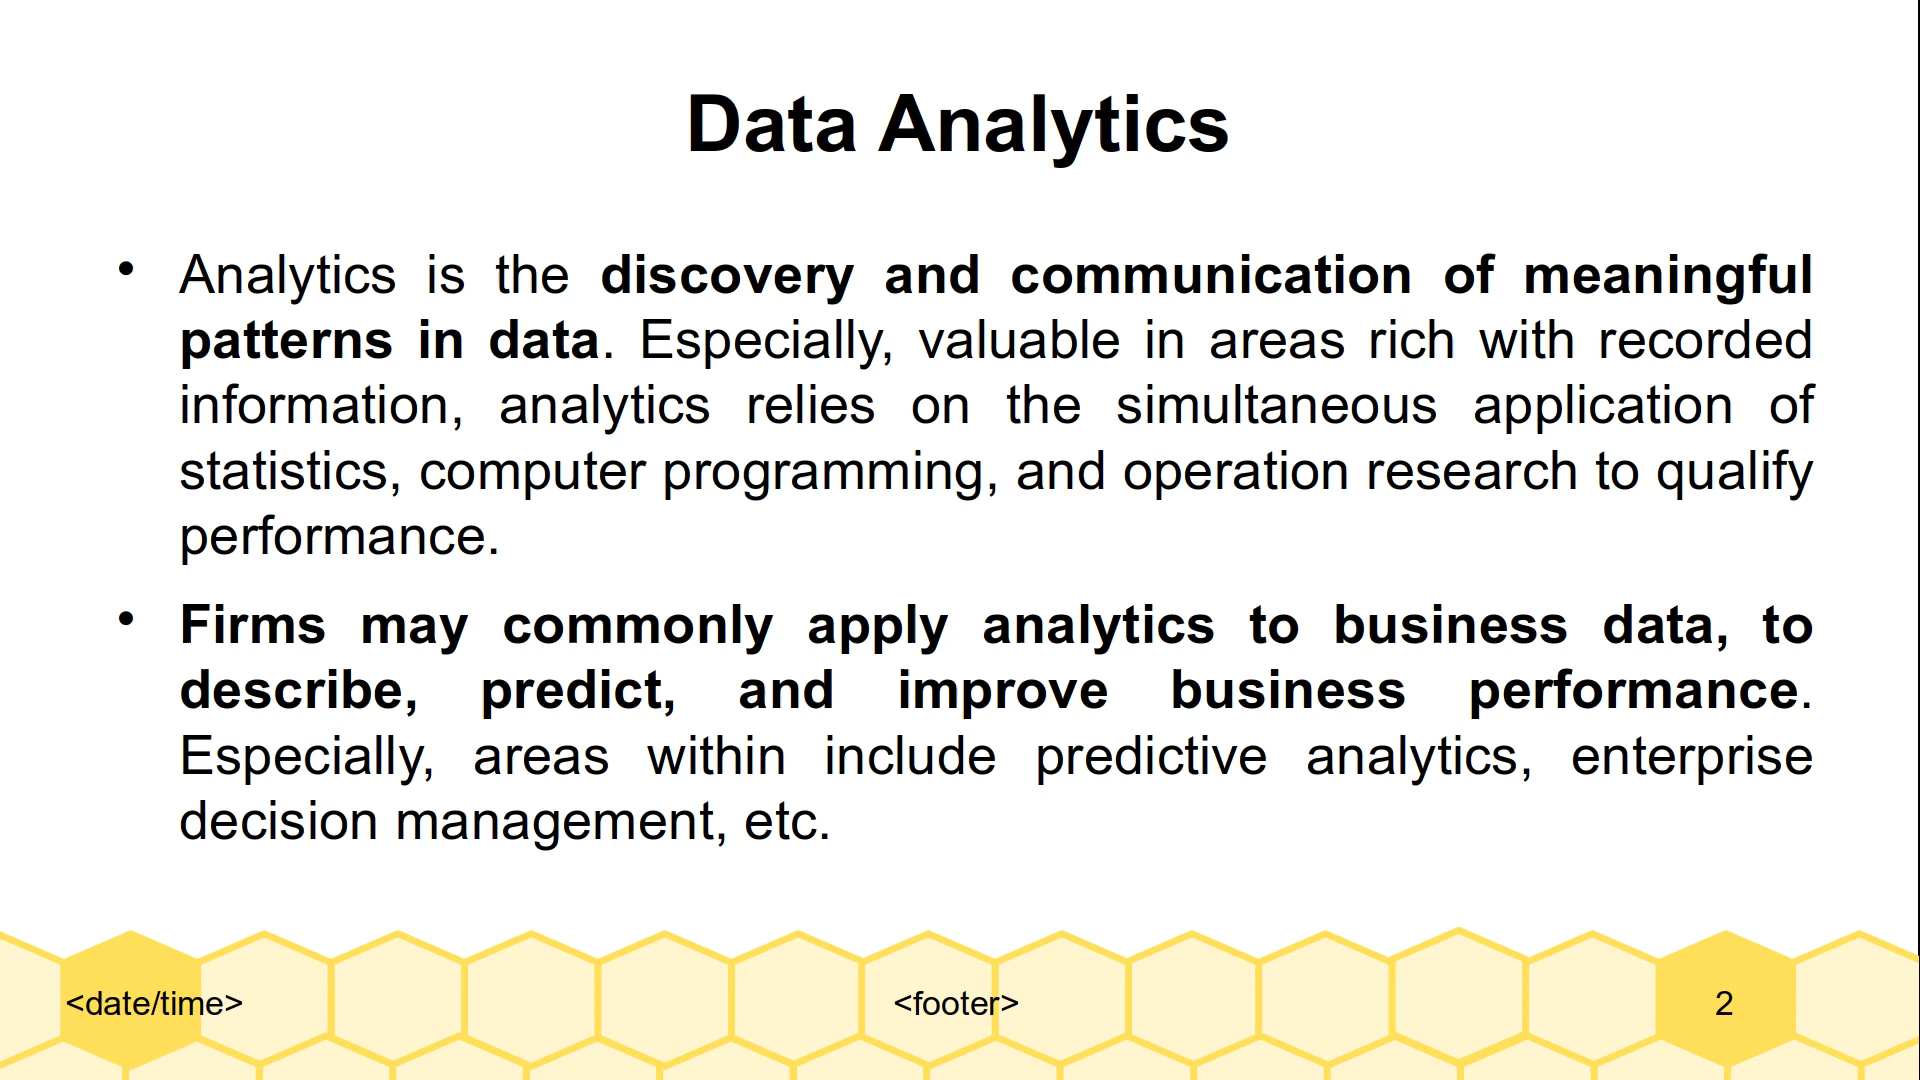 Data Analytics
• Analytics is the discovery and communication of meaningful
patterns in data. Especially, valuable in areas rich with recorded
information, analytics relies on the simultaneous application of
statistics, computer programming, and operation research to qualify
performance.
• Firms may commonly apply analytics to business data, to
describe, predict, and improve business performance.
Especially, areas within include predictive analytics, enterprise
decision management, etc.
<date/time>
<footer>
2